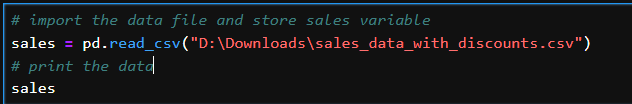 # import the data file and store sales variable
sales = pd.read_csv("D:\Downloads\sales_data_with_discounts.csv")
# print the data
sales